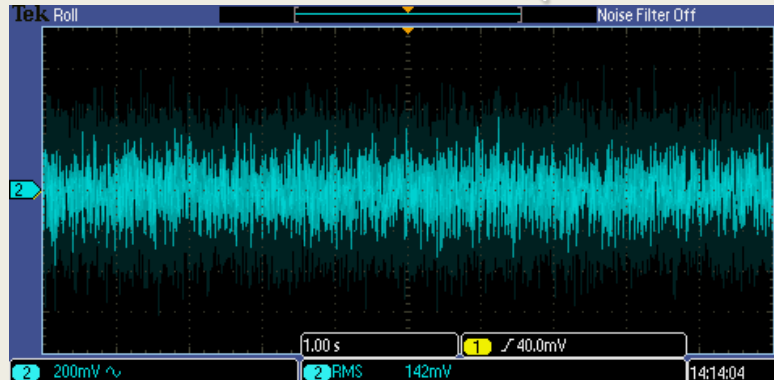 Tek Roll Noise Filter Off
2
1.00 s 1 40.0mV
2 200mV 2 RMS 142mV 14:14:04